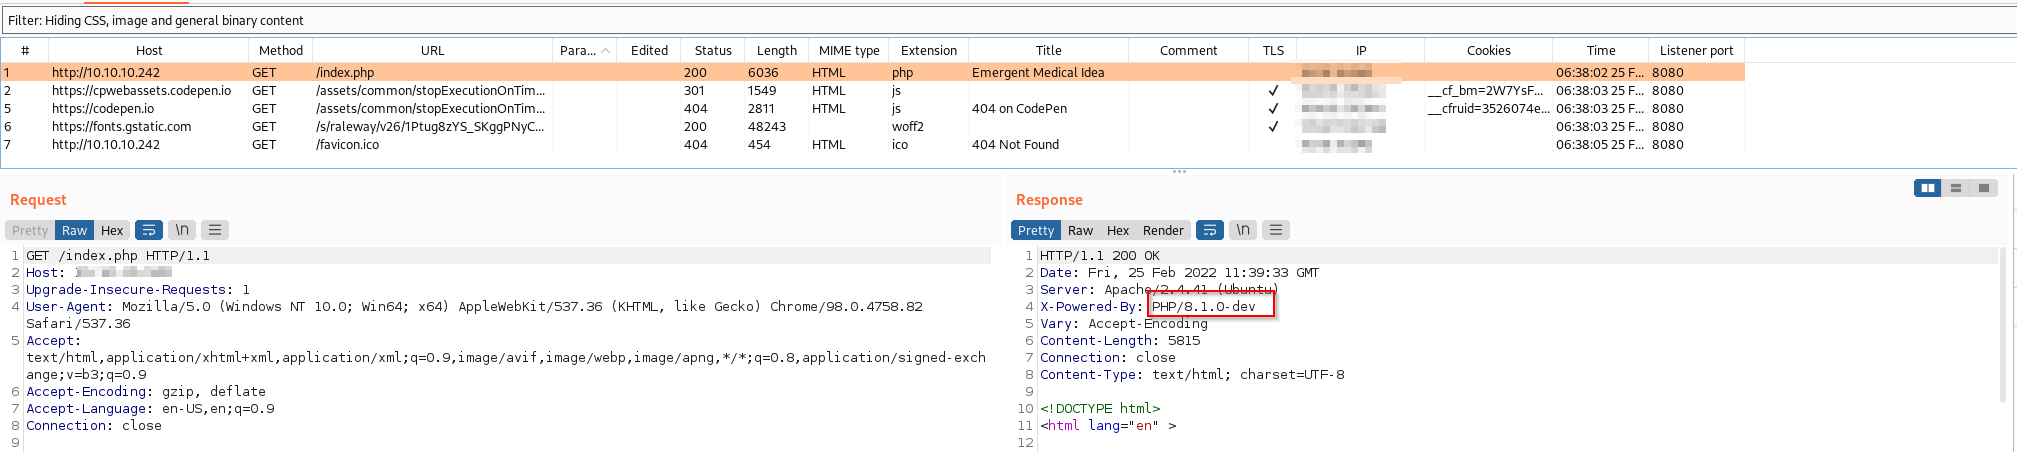 Filter: Hiding CSS, image and general binary content
# Host Method URL Para... Edited Status Length MIME type Extension Title Comment TLS IP Cookies Time Listener port
1 http://10.10.10.242 GET /index.php 200 6036 HTML php Emergent Medical Idea 06:38:02 25 F... 8080
2 https://cpwebassets.codepen.io GET /assets/common/stopExecutionOnTim... 301 1549 HTML js ✓ __cf_bm=2W7YsF... 06:38:03 25 F... 8080
5 https://codepen.io GET /assets/common/stopExecutionOnTim... 404 2811 HTML js 404 on CodePen ✓ __cfruid=3526074e... 06:38:03 25 F... 8080
6 https://fonts.gstatic.com GET /s/raleway/v26/1Ptug8zYS_SKggPNyC... 200 48243 woff2 ✓ 06:38:03 25 F... 8080
7 http://10.10.10.242 GET /favicon.ico 404 454 HTML ico 404 Not Found 06:38:05 25 F... 8080
Request
Pretty Raw Hex \n
1 GET /index.php HTTP/1.1
2 Host:
3 Upgrade-Insecure-Requests: 1
4 User-Agent: Mozilla/5.0 (Windows NT 10.0; Win64; x64) AppleWebKit/537.36 (KHTML, like Gecko) Chrome/98.0.4758.82
Safari/537.36
5 Accept:
text/html,application/xhtml+xml,application/xml;q=0.9,image/avif,image/webp,image/apng,*/*;q=0.8,application/signed-exch
ange;v=b3;q=0.9
6 Accept-Encoding: gzip, deflate
7 Accept-Language: en-US,en;q=0.9
8 Connection: close
9
Response
Pretty Raw Hex Render \n
1 HTTP/1.1 200 OK
2 Date: Fri, 25 Feb 2022 11:39:33 GMT
3 Server: Apache/2.4.41 (Ubuntu)
4 X-Powered-By: PHP/8.1.0-dev
5 Vary: Accept-Encoding
6 Content-Length: 5815
7 Connection: close
8 Content-Type: text/html; charset=UTF-8
9
10 <!DOCTYPE html>
11 <html lang="en" >
12